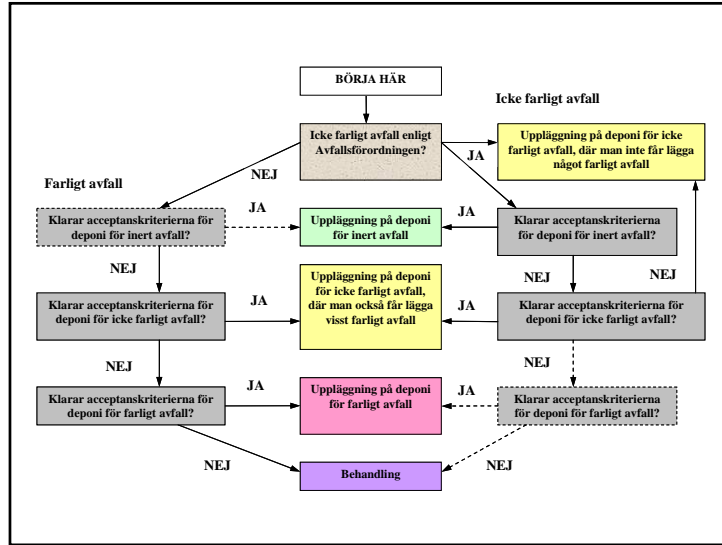 BÖRJA HÄR
Icke farligt avfall
Icke farligt avfall enligt
Avfallsförordningen?
Uppläggning på deponi för icke
farligt avfall, där man inte får lägga
något farligt avfall
JA
NEJ
Farligt avfall
Klarar acceptanskriterierna för
deponi för inert avfall?
JA
Uppläggning på deponi
för inert avfall
JA
Klarar acceptanskriterierna
för deponi för inert avfall?
NEJ
NEJ
NEJ
Klarar acceptanskriterierna för
deponi för icke farligt avfall?
JA
Uppläggning på deponi
för icke farligt avfall,
där man också får lägga
visst farligt avfall
JA
Klarar acceptanskriterierna för
deponi för icke farligt avfall?
NEJ
NEJ
Klarar acceptanskriterierna för
deponi för farligt avfall?
JA
Uppläggning på deponi
för farligt avfall
JA
Klarar acceptanskriterierna
för deponi för farligt avfall?
NEJ
Behandling
NEJ